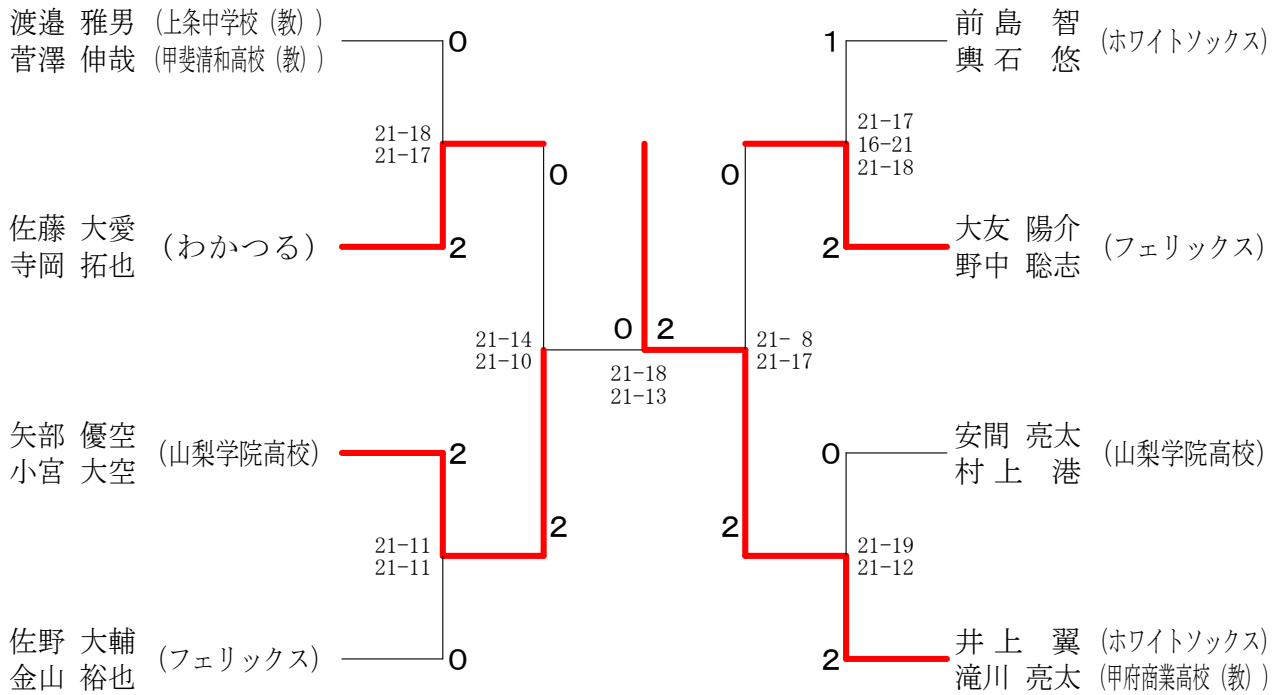 渡邉 雅男 (上条中学校(教))
菅澤 伸哉 (甲斐清和高校(教))
0
21-18
21-17
0
佐藤 大愛
寺岡 拓也
(わかつる)
2
21-14
21-10
矢部 優空
小宮 大空
(山梨学院高校)
2
2
21-11
21-11
佐野 大輔
金山 裕也
(フェリックス)
0
0 2
21-18
21-13
1
前島 智
輿石 悠
(ホワイトソックス)
21-17
16-21
21-18
0
2
大友 陽介
野中 聡志
(フェリックス)
21- 8
21-17
0
安間 亮太
村上 港
(山梨学院高校)
2
21-19
21-12
2
井上 翼 (ホワイトソックス)
滝川 亮太 (甲府商業高校(教))